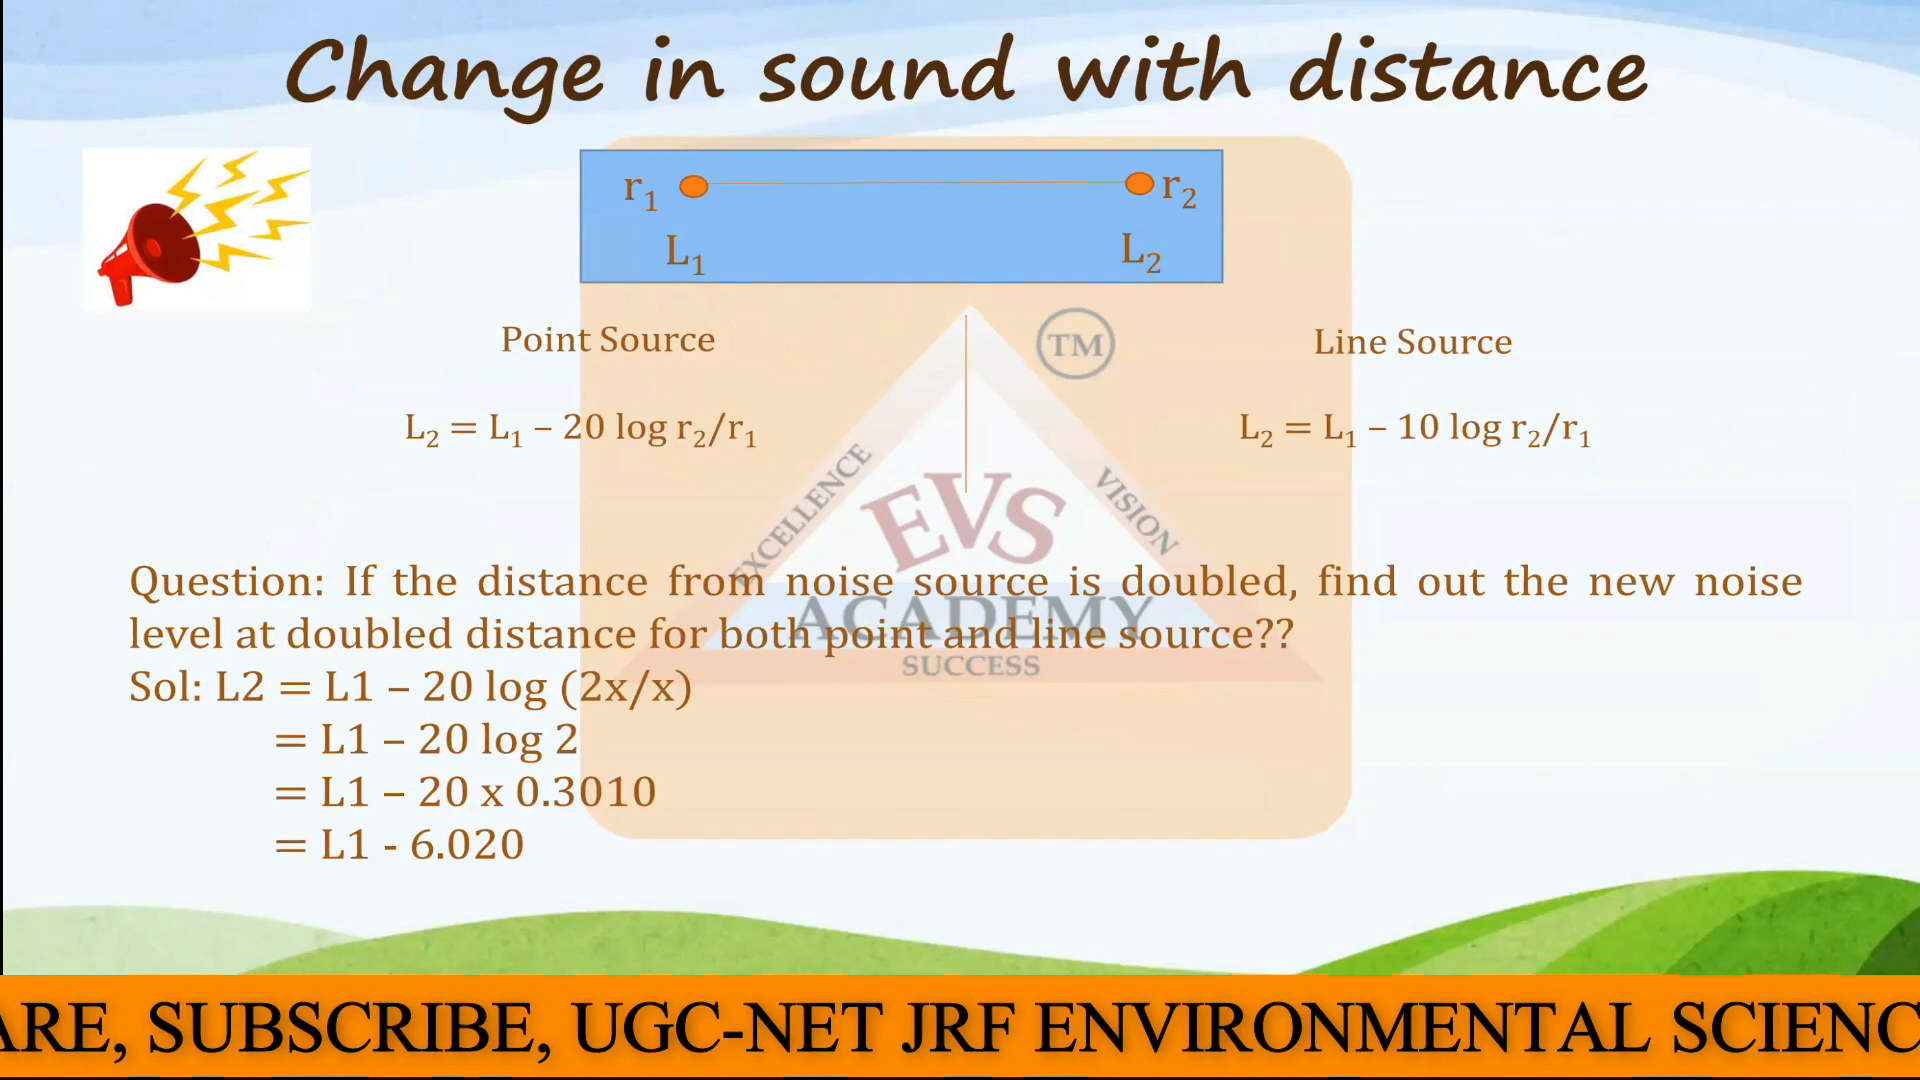 Change in sound with distance
r₁ r₂
L₁ L₂
Point Source
Line Source
L₂ = L₁ – 20 log r₂/r₁
L₂ = L₁ – 10 log r₂/r₁
TM
EXCELLENCE
VISION
EVS
ACADEMY
SUCCESS
Question: If the distance from noise source is doubled, find out the new noise
level at doubled distance for both point and line source??
Sol: L2 = L1 – 20 log (2x/x)
= L1 – 20 log 2
= L1 – 20 x 0.3010
= L1 - 6.020
ARE, SUBSCRIBE, UGC-NET JRF ENVIRONMENTAL SCIENC